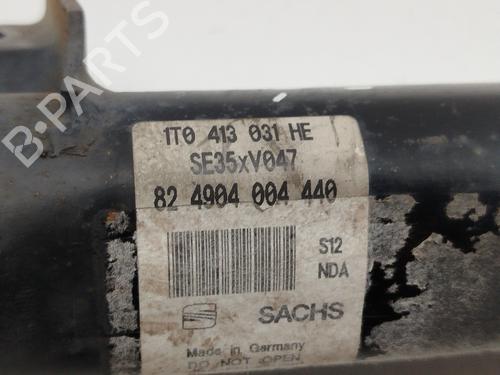 1T0 413 031 HE
SE35xV047
82 4904 004 440
S12
NDA
SACHS
Made in Germany
DO NOT OPEN
B-PARTS